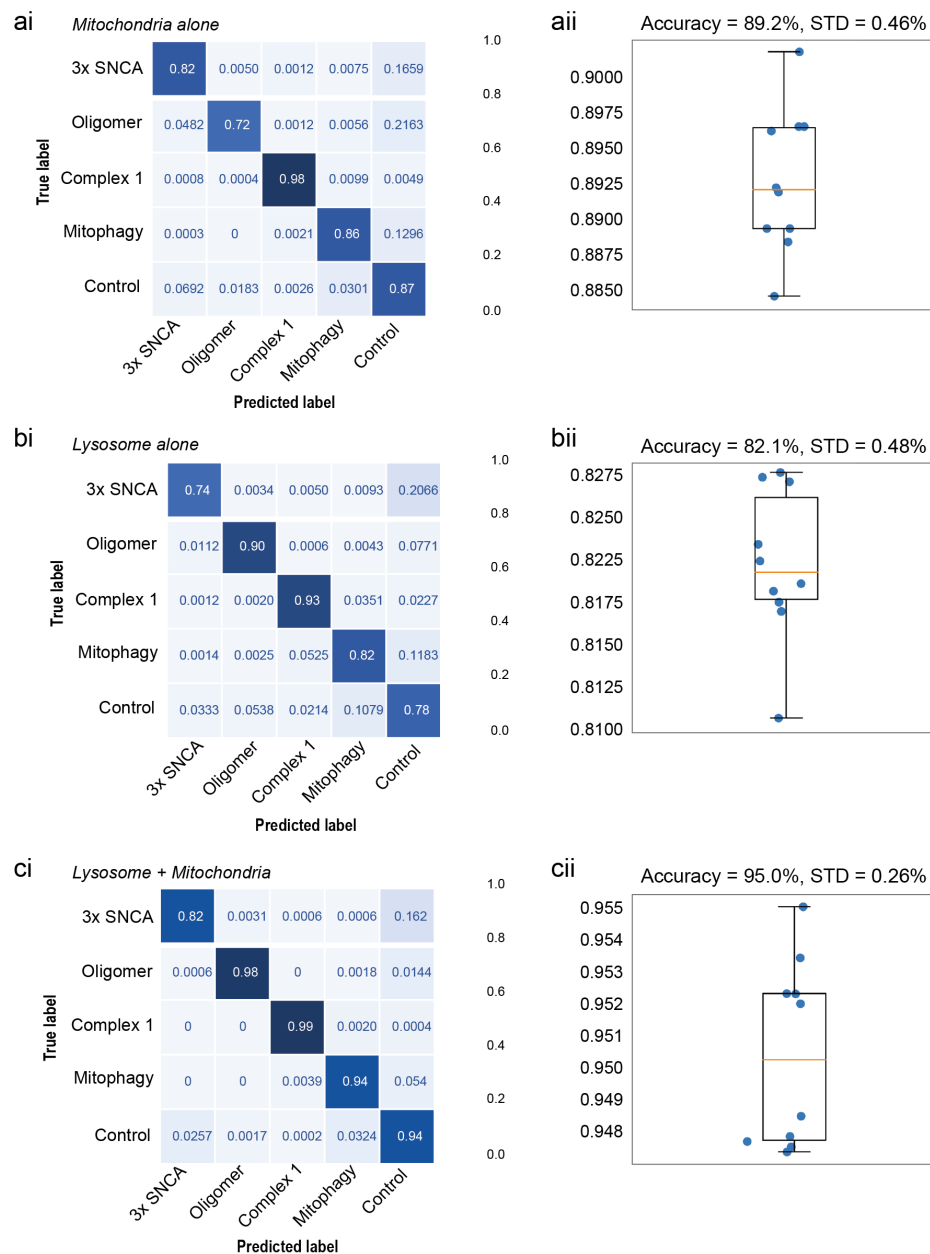 ai
Mitochondria alone
3x SNCA 0.82 0.0050 0.0012 0.0075 0.1659
Oligomer 0.0482 0.72 0.0012 0.0056 0.2163
Complex 1 0.0008 0.0004 0.98 0.0099 0.0049
Mitophagy 0.0003 0 0.0021 0.86 0.1296
Control 0.0692 0.0183 0.0026 0.0301 0.87
True label
3x SNCA Oligomer Complex 1 Mitophagy Control
Predicted label
1.0
0.8
0.6
0.4
0.2
0.0
aii
Accuracy = 89.2%, STD = 0.46%
0.9000
0.8975
0.8950
0.8925
0.8900
0.8875
0.8850
bi
Lysosome alone
3x SNCA 0.74 0.0034 0.0050 0.0093 0.2066
Oligomer 0.0112 0.90 0.0006 0.0043 0.0771
Complex 1 0.0012 0.0020 0.93 0.0351 0.0227
Mitophagy 0.0014 0.0025 0.0525 0.82 0.1183
Control 0.0333 0.0538 0.0214 0.1079 0.78
True label
3x SNCA Oligomer Complex 1 Mitophagy Control
Predicted label
1.0
0.8
0.6
0.4
0.2
0.0
bii
Accuracy = 82.1%, STD = 0.48%
0.8275
0.8250
0.8225
0.8175
0.8150
0.8125
0.8100
ci
Lysosome + Mitochondria
3x SNCA 0.82 0.0031 0.0006 0.0006 0.162
Oligomer 0.0006 0.98 0 0.0018 0.0144
Complex 1 0 0 0.99 0.0020 0.0004
Mitophagy 0 0 0.0039 0.94 0.054
Control 0.0257 0.0017 0.0002 0.0324 0.94
True label
3x SNCA Oligomer Complex 1 Mitophagy Control
Predicted label
1.0
0.8
0.6
0.4
0.2
0.0
cii
Accuracy = 95.0%, STD = 0.26%
0.955
0.954
0.953
0.952
0.951
0.950
0.949
0.948